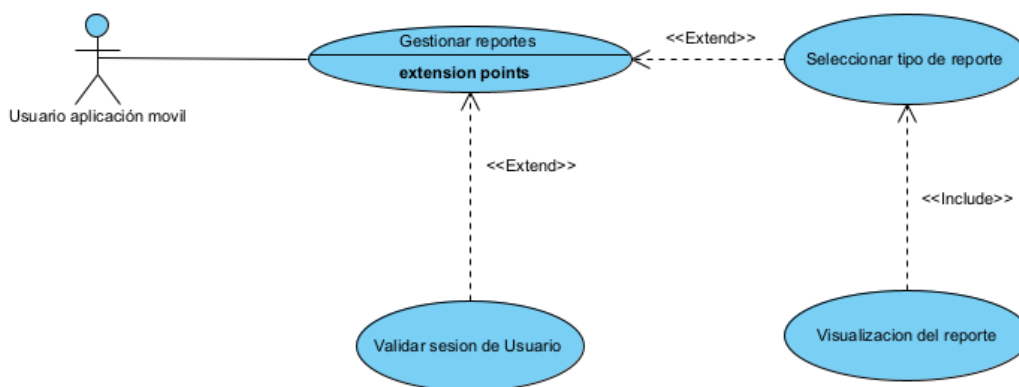 Gestionar reportes
extension points
<<Extend>>
Seleccionar tipo de reporte
Usuario aplicación movil
<<Extend>>
<<Include>>
Validar sesion de Usuario
Visualizacion del reporte